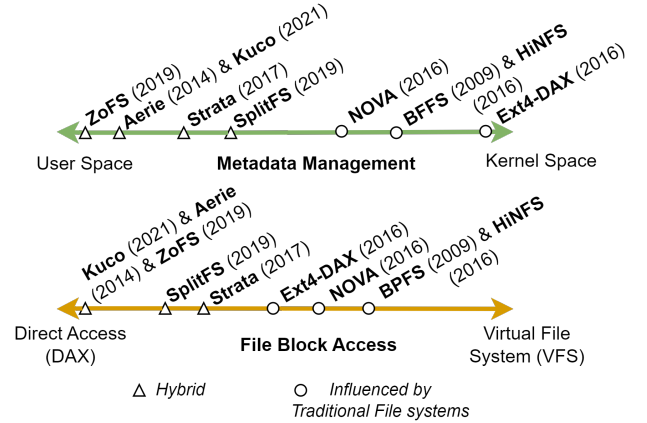 ZoFS (2019)
Aerie (2014) & Kuco (2021)
Strata (2017)
SplitFS (2019)
NOVA (2016)
BFFS (2009) & HiNFS
(2016)
Ext4-DAX (2016)
User Space
Metadata Management
Kernel Space
Kuco (2021) & Aerie
(2014) & ZoFS (2019)
SplitFS (2019)
Strata (2017)
Ext4-DAX (2016)
NOVA (2016)
BPFS (2009) & HiNFS
(2016)
Direct Access
(DAX)
File Block Access
Virtual File
System (VFS)
Hybrid
Influenced by
Traditional File systems